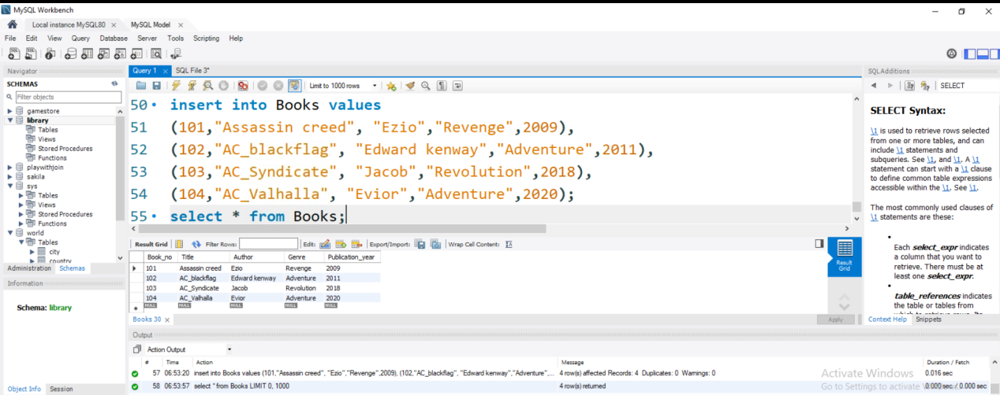 MySQL Workbench
Local instance MySQL80 ×
MySQL Model ×
File Edit View Query Database Server Tools Scripting Help
Navigator
SCHEMAS
Filter objects
gamestore
library
Tables
Views
Stored Procedures
Functions
playwithjoin
sakila
sys
Tables
Views
Stored Procedures
Functions
world
Tables
city
country
Administration Schemas
Information
Schema: library
Object Info Session
Query 1 × SQL File 3*
Limit to 1000 rows
50 insert into Books values
51 (101,"Assassin creed", "Ezio","Revenge",2009),
52 (102,"AC_blackflag", "Edward kenway","Adventure",2011),
53 (103,"AC_Syndicate", "Jacob","Revolution",2018),
54 (104,"AC_Valhalla", "Evior","Adventure",2020);
55 select * from Books;
Result Grid Filter Rows: Edit: Export/Import: Wrap Cell Content:
Book_no Title Author Genre Publication_year
101 Assassin creed Ezio Revenge 2009
102 AC_blackflag Edward kenway Adventure 2011
103 AC_Syndicate Jacob Revolution 2018
104 AC_Valhalla Evior Adventure 2020
NULL NULL NULL NULL NULL
Result
Grid
Books 30 ×
Apply
Output
Action Output
# Time Action Message Duration / Fetch
57 06:53:20 insert into Books values (101,"Assassin creed", "Ezio","Revenge",2009), (102,"AC_blackflag", "Edward kenway","Adventure",... 4 row(s) affected Records: 4 Duplicates: 0 Warnings: 0 0.016 sec
58 06:53:57 select * from Books LIMIT 0, 1000 4 row(s) returned 0.000 sec / 0.000 sec
SQLAdditions
SELECT
SELECT Syntax:
\1 is used to retrieve rows selected
from one or more tables, and can
include \1 statements and
subqueries. See \1, and \1. A \1
statement can start with a \1 clause
to define common table expressions
accessible within the \1. See \1.
The most commonly used clauses of
\1 statements are these:
Each select_expr indicates
a column that you want to
retrieve. There must be at
least one select_expr.
table_references indicates
the table or tables from
Context Help Snippets
Activate Windows
Go to Settings to activate